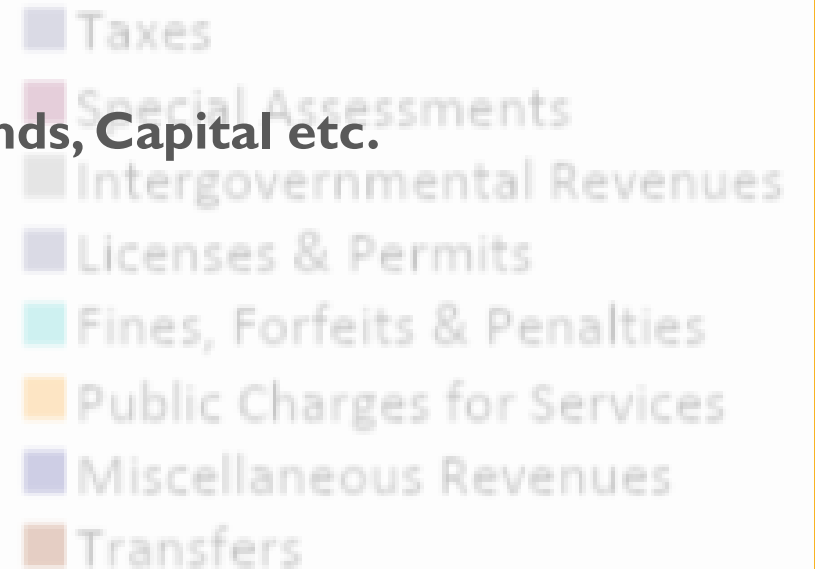 Taxes
Special Assessments
nds, Capital etc.
Intergovernmental Revenues
Licenses & Permits
Fines, Forfeits & Penalties
Public Charges for Services
Miscellaneous Revenues
Transfers